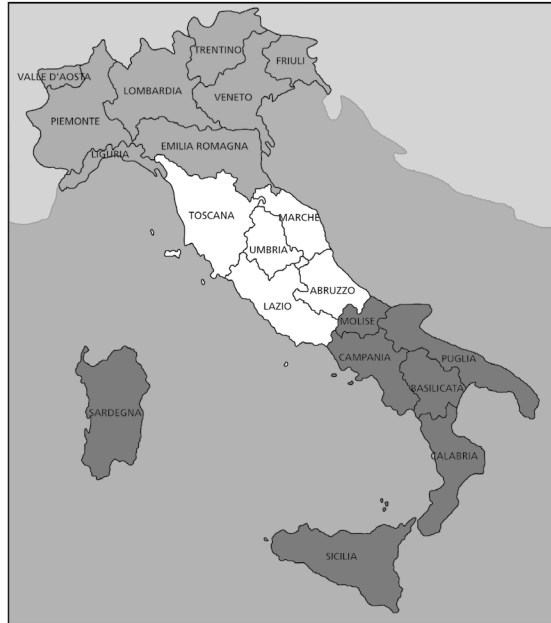 TRENTINO
FRIULI
VALLE D'AOSTA
LOMBARDIA
VENETO
PIEMONTE
EMILIA ROMAGNA
LIGURIA
TOSCANA
MARCHE
UMBRIA
ABRUZZO
LAZIO
MOLISE
CAMPANIA
PUGLIA
BASILICATA
SARDEGNA
CALABRIA
SICILIA